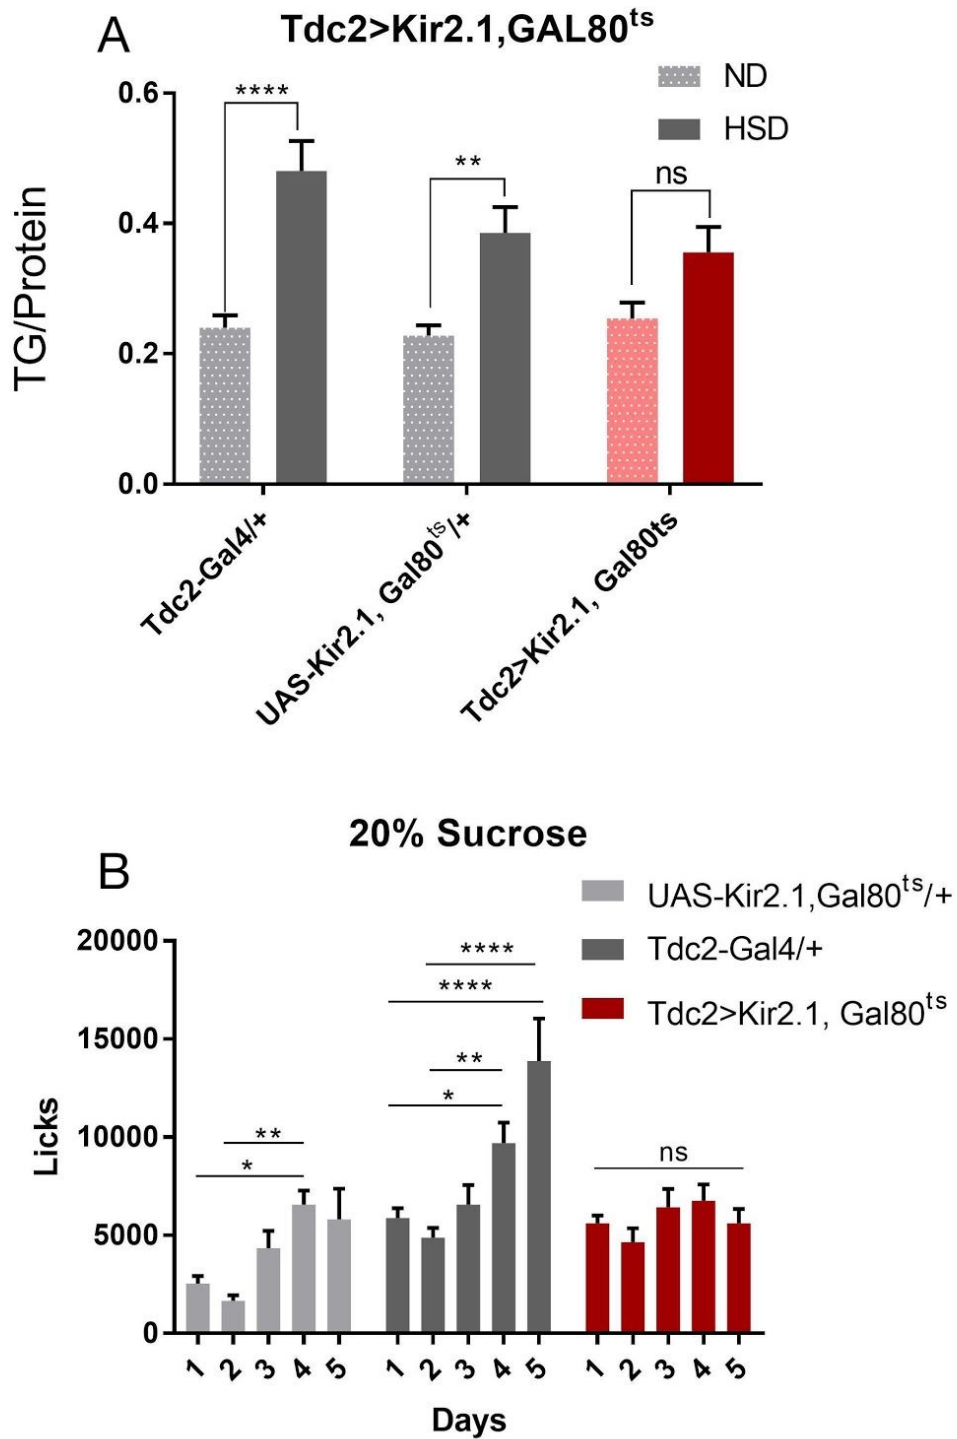 A
Tdc2>Kir2.1,GAL80ts
ND
HSD
TG/Protein
0.6
0.4
0.2
0.0
****
**
ns
Tdc2-Gal4/+
UAS-Kir2.1, Gal80ts/+
Tdc2>Kir2.1, Gal80ts
20% Sucrose
B
UAS-Kir2.1,Gal80ts/+
Tdc2-Gal4/+
Tdc2>Kir2.1, Gal80ts
Licks
20000
15000
10000
5000
0
**
*
****
****
**
*
ns
1 2 3 4 5 1 2 3 4 5 1 2 3 4 5
Days